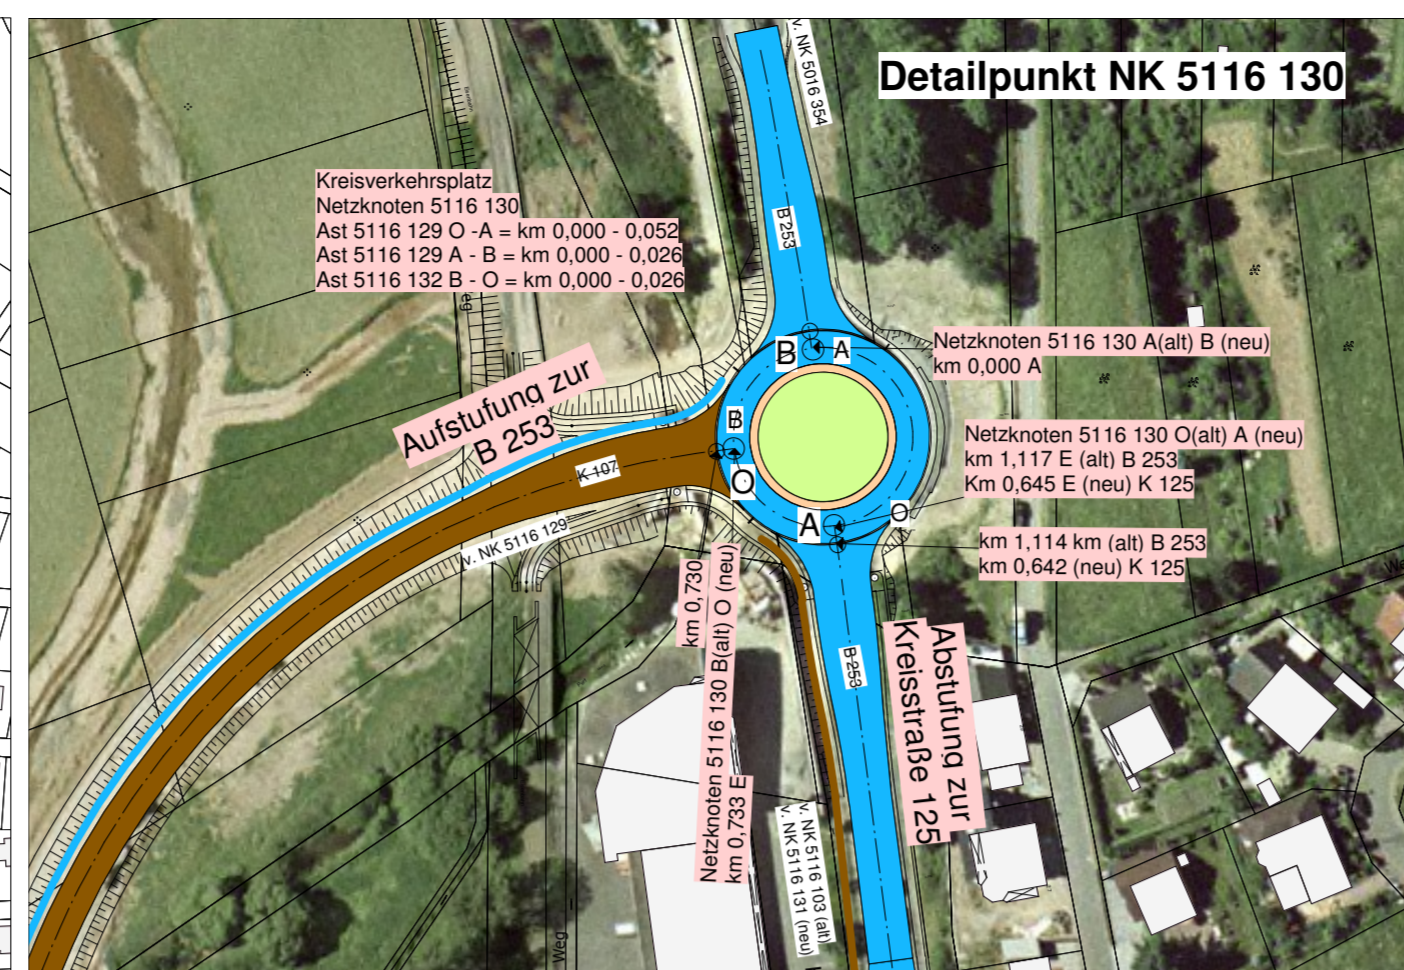 Detailpunkt NK 5116 130
v. NK 5016 354
B 253
Kreisverkehrsplatz
Netzknoten 5116 130
Ast 5116 129 O -A = km 0,000 - 0,052
Ast 5116 129 A - B = km 0,000 - 0,026
Ast 5116 132 B - O = km 0,000 - 0,026
Aufstufung zur
B 253
K 107
v. NK 5116 129
B
A
B
O
A
O
Netzknoten 5116 130 A(alt) B (neu)
km 0,000 A
Netzknoten 5116 130 O(alt) A (neu)
km 1,117 E (alt) B 253
Km 0,645 E (neu) K 125
km 1,114 km (alt) B 253
km 0,642 (neu) K 125
km 0,730
Netzknoten 5116 130 B(alt) O (neu)
km 0,733 E
B 253
Abstufung zur
Kreisstraße 125
v. NK 5116 103 (alt)
v. NK 5116 131 (neu)
Weg